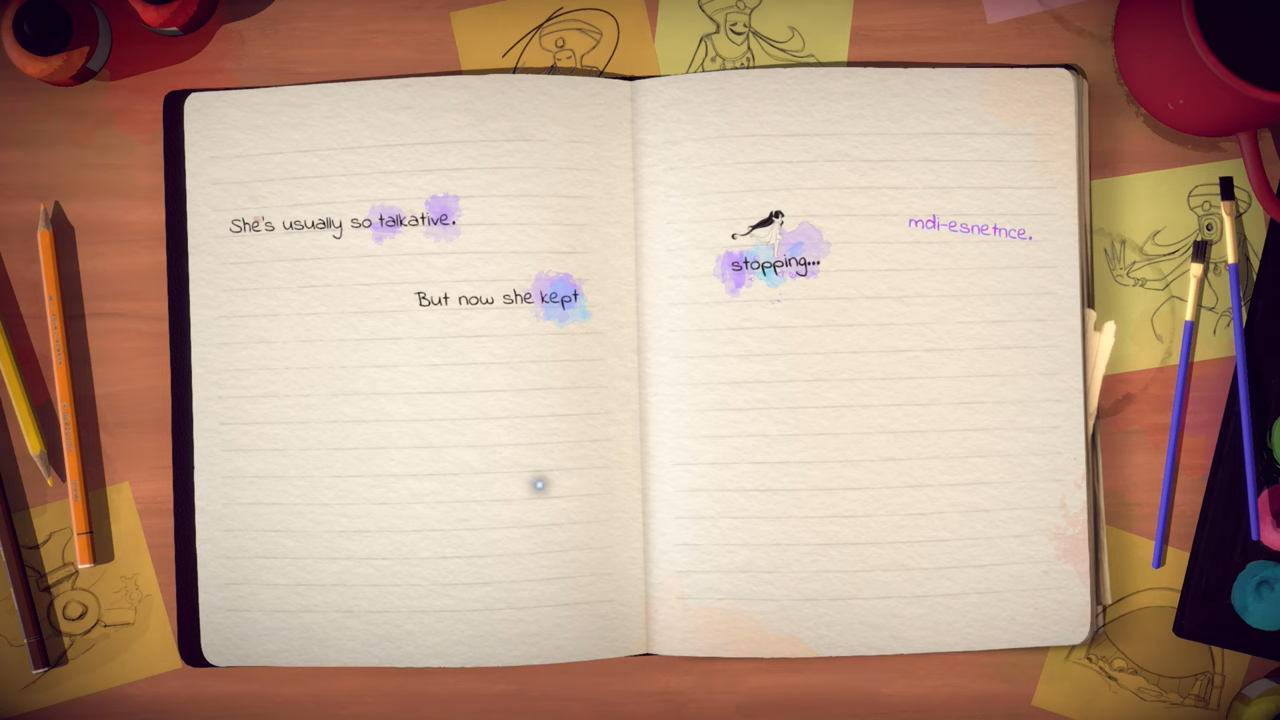 She's usually so talkative.
But now she kept
stopping...
mdi-esnetnce.